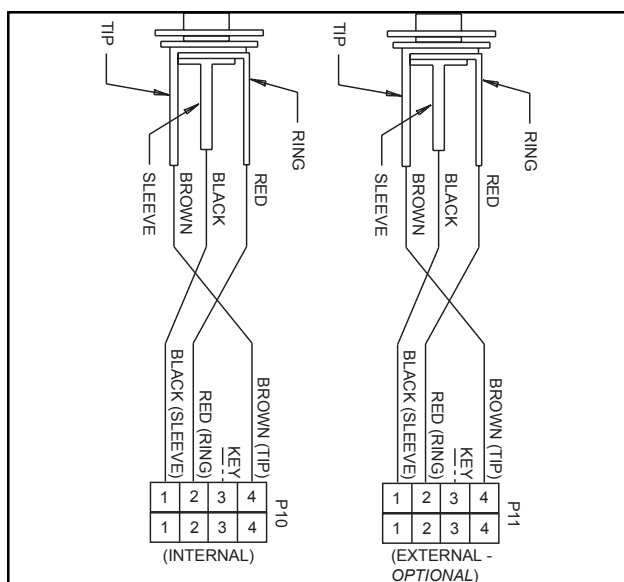 TIP
RING
SLEEVE
BROWN
BLACK
RED
BLACK (SLEEVE)
RED (RING)
KEY
BROWN (TIP)
1 2 3 4
1 2 3 4
P10
(INTERNAL)
TIP
RING
SLEEVE
BROWN
BLACK
RED
BLACK (SLEEVE)
RED (RING)
KEY
BROWN (TIP)
1 2 3 4
1 2 3 4
P11
(EXTERNAL -
OPTIONAL)